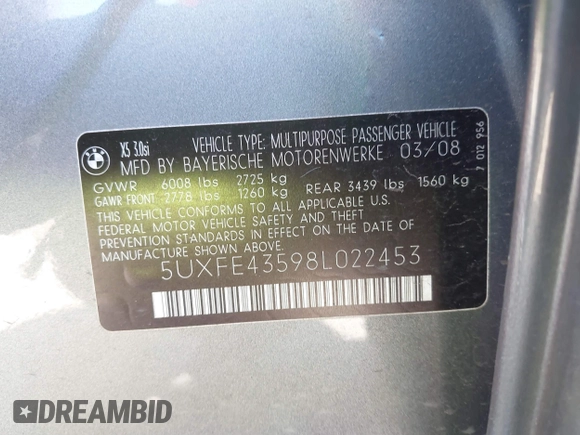 BMW
X5 3.0si
VEHICLE TYPE: MULTIPURPOSE PASSENGER VEHICLE
MFD BY BAYERISCHE MOTORENWERKE 03/08
GVWR 6008 lbs 2725 kg
GAWR FRONT: 2778 lbs 1260 kg REAR 3439 lbs 1560 kg
THIS VEHICLE CONFORMS TO ALL APPLICABLE U.S.
FEDERAL MOTOR VEHICLE SAFETY AND THEFT
PREVENTION STANDARDS IN EFFECT ON THE DATE OF
MANUFACTURE SHOWN ABOVE.
5UXFE43598L022453
7 012 956
DREAMBID